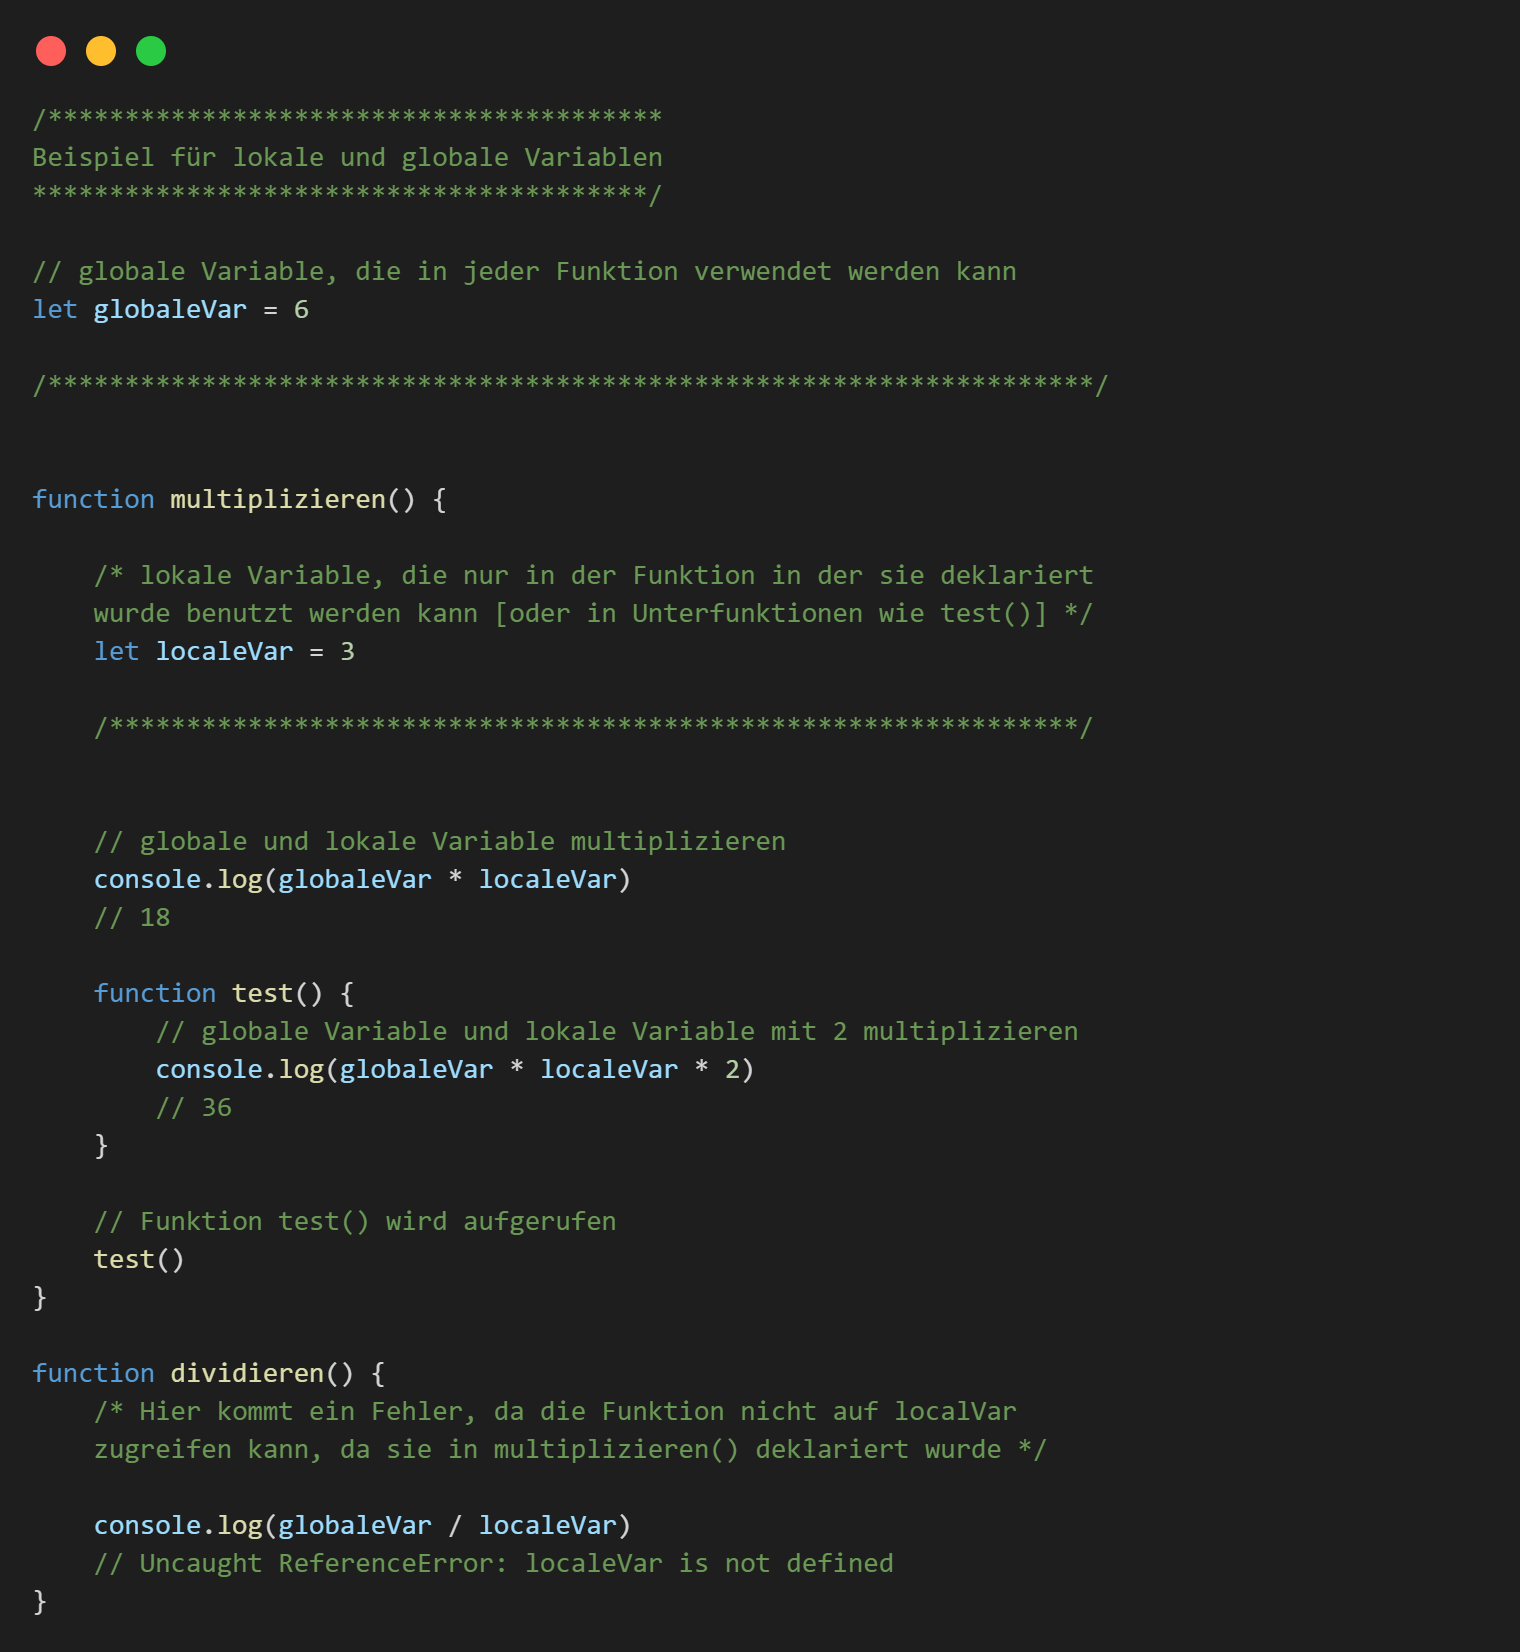 /****************************************
Beispiel für lokale und globale Variablen
****************************************/
// globale Variable, die in jeder Funktion verwendet werden kann
let globaleVar = 6
/********************************************************************/
function multiplizieren() {
    /* lokale Variable, die nur in der Funktion in der sie deklariert
    wurde benutzt werden kann [oder in Unterfunktionen wie test()] */
    let localeVar = 3
    /***************************************************************/
    // globale und lokale Variable multiplizieren
    console.log(globaleVar * localeVar)
    // 18
    function test() {
        // globale Variable und lokale Variable mit 2 multiplizieren
        console.log(globaleVar * localeVar * 2)
        // 36
    }
    // Funktion test() wird aufgerufen
    test()
}
function dividieren() {
    /* Hier kommt ein Fehler, da die Funktion nicht auf localVar
    zugreifen kann, da sie in multiplizieren() deklariert wurde */
    console.log(globaleVar / localeVar)
    // Uncaught ReferenceError: localeVar is not defined
}